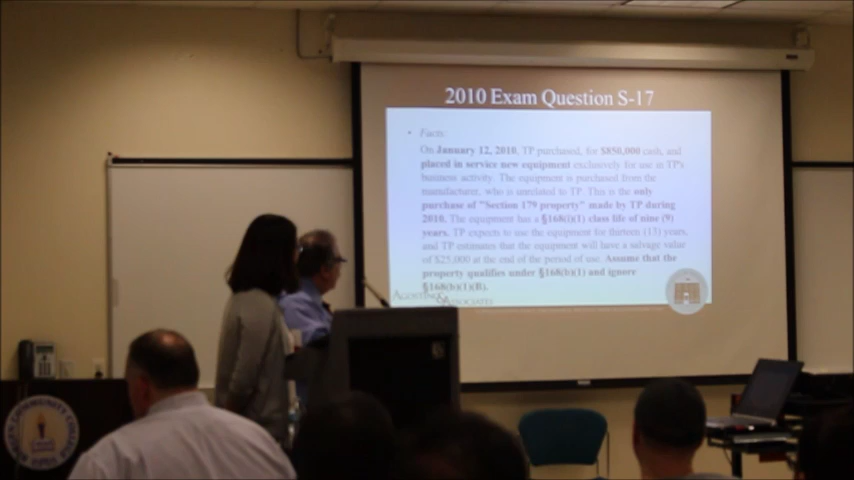 2010 Exam Question S-17
• Facts:
On January 12, 2010, TP purchased, for $850,000 cash, and
placed in service new equipment exclusively for use in TP's
business activity. The equipment is purchased from the
manufacturer, who is unrelated to TP. This is the only
purchase of "Section 179 property" made by TP during
2010. The equipment has a §168(i)(1) class life of nine (9)
years. TP expects to use the equipment for thirteen (13) years,
and TP estimates that the equipment will have a salvage value
of $25,000 at the end of the period of use. Assume that the
property qualifies under §168(b)(1) and ignore
§168(b)(1)(B).
AGOSTINO &
ASSOCIATES
COMMUNITY COLLEGE